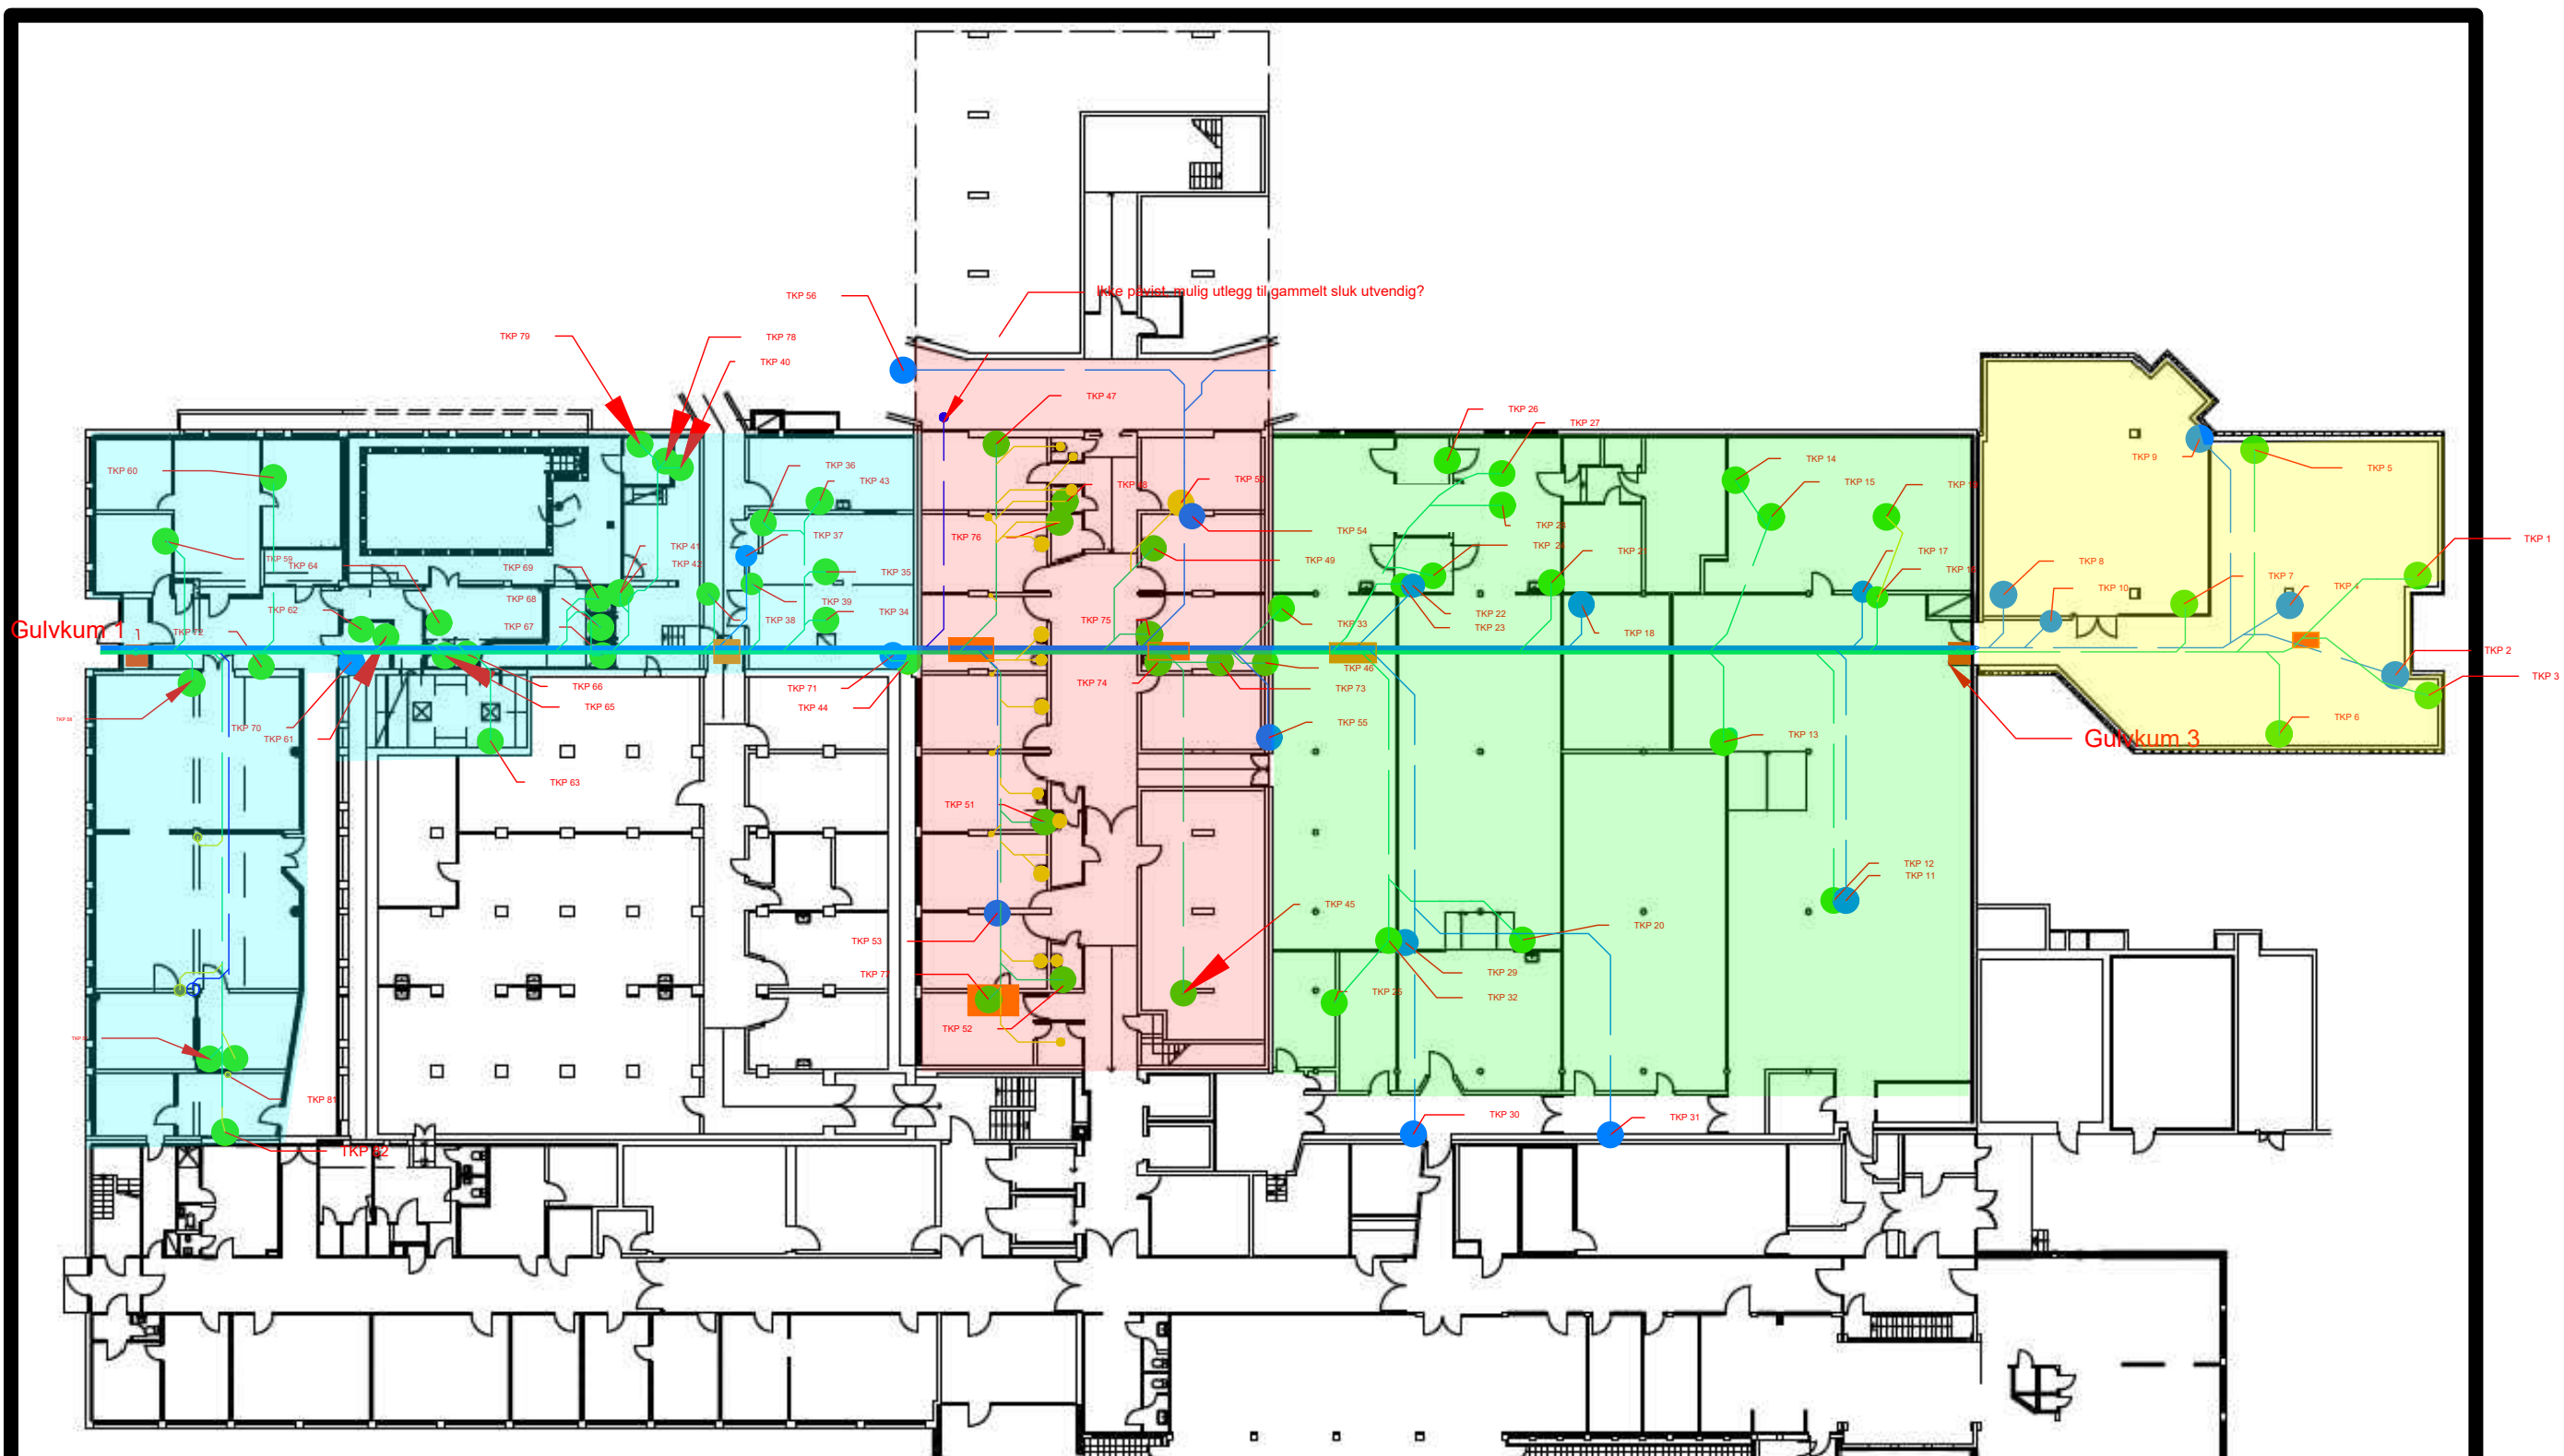 Ikke påvist, mulig utlegg til gammelt sluk utvendig?
TKP 56
TKP 79
TKP 78
TKP 40
TKP 47
TKP 26
TKP 27
TKP 60
TKP 36
TKP 43
TKP 14
TKP 15
TKP 9
TKP 5
TKP 76
TKP 54
TKP 37
TKP 41
TKP 42
TKP 59
TKP 64
TKP 69
TKP 35
TKP 49
TKP 17
TKP 1
TKP 8
TKP 7
TKP 4
TKP 10
TKP 68
TKP 39
TKP 34
TKP 62
TKP 67
TKP 38
TKP 75
TKP 33
TKP 22
TKP 23
TKP 18
Gulvkum 1
1
TKP 72
TKP 46
TKP 2
TKP 3
TKP 66
TKP 65
TKP 71
TKP 44
TKP 74
TKP 73
TKP 70
TKP 61
TKP 55
TKP 13
TKP 6
Gulvkum 3
TKP 63
TKP 51
TKP 12
TKP 11
TKP 45
TKP 20
TKP 53
TKP 29
TKP 32
TKP 25
TKP 52
TKP 81
TKP 30
TKP 31